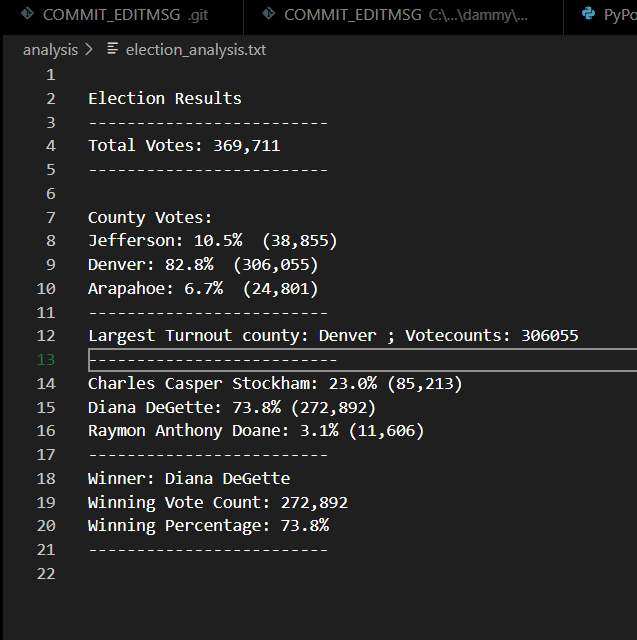 COMMIT_EDITMSG .git COMMIT_EDITMSG C:\...\dammy\... PyPo
analysis > election_analysis.txt
1
2 Election Results
3 -------------------------
4 Total Votes: 369,711
5 -------------------------
6
7 County Votes:
8 Jefferson: 10.5%  (38,855)
9 Denver: 82.8%  (306,055)
10 Arapahoe: 6.7%  (24,801)
11 -------------------------
12 Largest Turnout county: Denver ; Votecounts: 306055
13 --------------------------
14 Charles Casper Stockham: 23.0% (85,213)
15 Diana DeGette: 73.8% (272,892)
16 Raymon Anthony Doane: 3.1% (11,606)
17 -------------------------
18 Winner: Diana DeGette
19 Winning Vote Count: 272,892
20 Winning Percentage: 73.8%
21 -------------------------
22